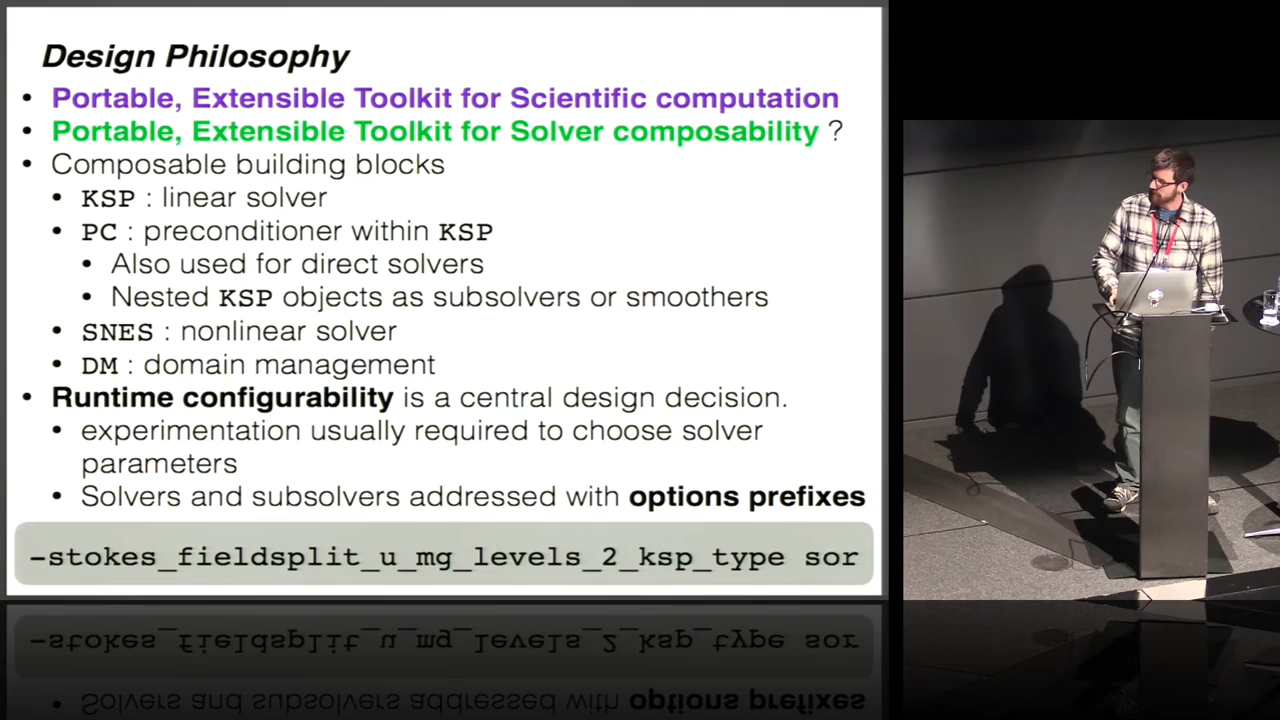 Design Philosophy
• Portable, Extensible Toolkit for Scientific computation
• Portable, Extensible Toolkit for Solver composability ?
• Composable building blocks
• KSP : linear solver
• PC : preconditioner within KSP
• Also used for direct solvers
• Nested KSP objects as subsolvers or smoothers
• SNES : nonlinear solver
• DM : domain management
• Runtime configurability is a central design decision.
• experimentation usually required to choose solver
parameters
• Solvers and subsolvers addressed with options prefixes
-stokes_fieldsplit_u_mg_levels_2_ksp_type sor